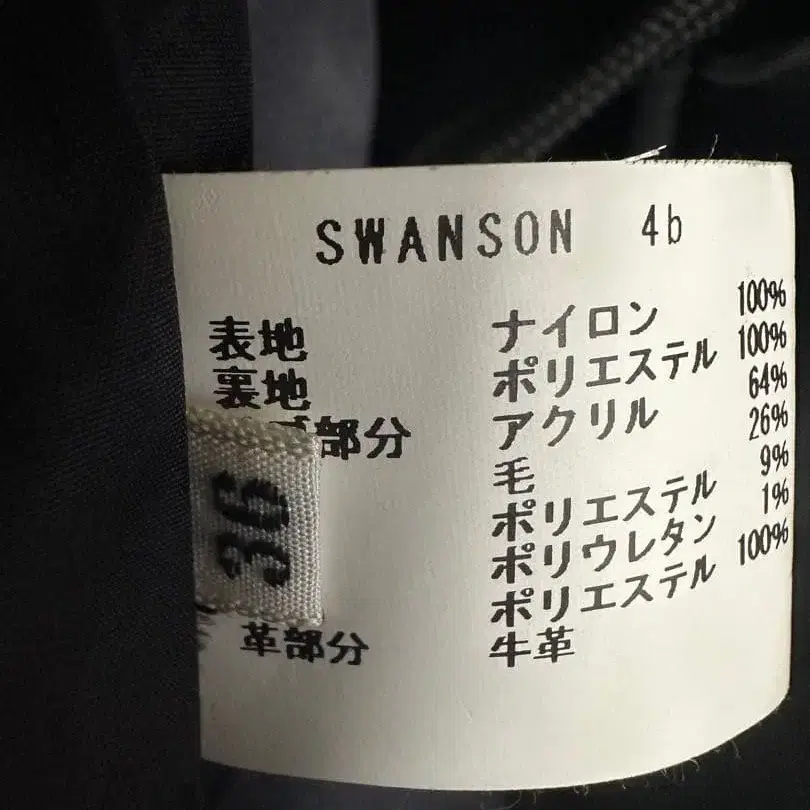 SWANSON 4b
表地 ナイロン 100%
裏地 ポリエステル 100%
部分 アクリル 64%
毛 26%
ポリエステル 9%
ポリウレタン 1%
ポリエステル 100%
革部分 牛革
36